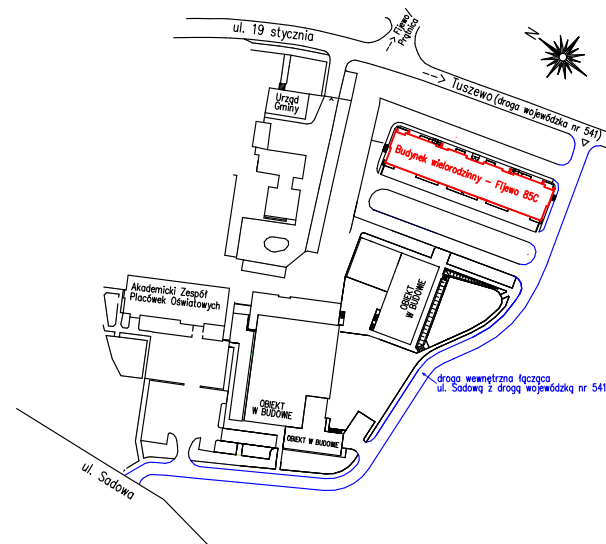 ul. 19 stycznia
--> Fijewo/
Prątnica
N
--> Tuszewo (droga wojewódzka nr 541)
Urząd
Gminy
Budynek wielorodzinny – Fijewo 85C
OBIEKT
W BUDOWIE
Akademicki Zespół
Placówek Oświatowych
droga wewnętrzna łącząca
ul. Sadową z drogą wojewódzką nr 541
OBIEKT
W BUDOWIE
OBIEKT W BUDOWIE
ul. Sadowa